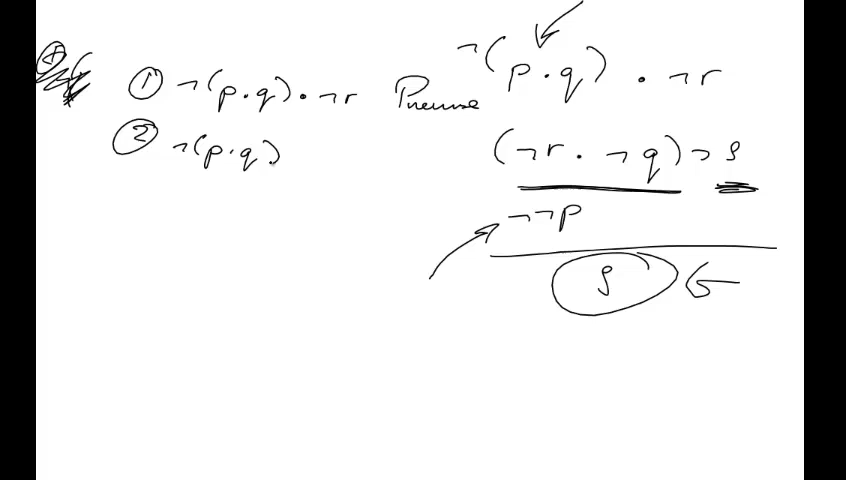 ① ¬(p·q)·¬r Premise
② ¬(p·q)
¬(p·q) · ¬r
(¬r · ¬q) ⊃ s
¬¬p
s